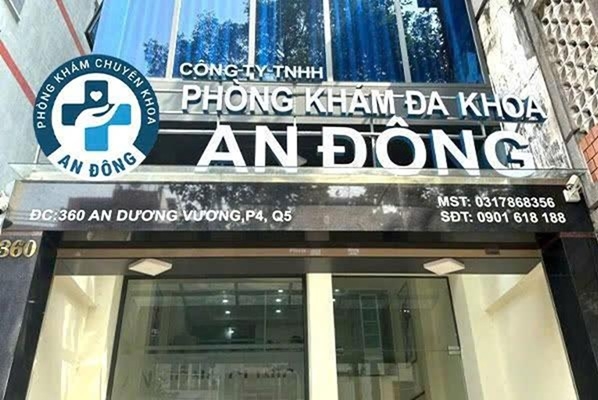 PHÒNG KHÁM CHUYÊN KHOA
AN ĐÔNG
CÔNG TY-TNHH
PHÒNG KHÁM ĐA KHOA
AN ĐÔNG
ĐC:360 AN DƯƠNG VƯƠNG,P4, Q5
MST: 0317868356
SĐT: 0901 618 188
360